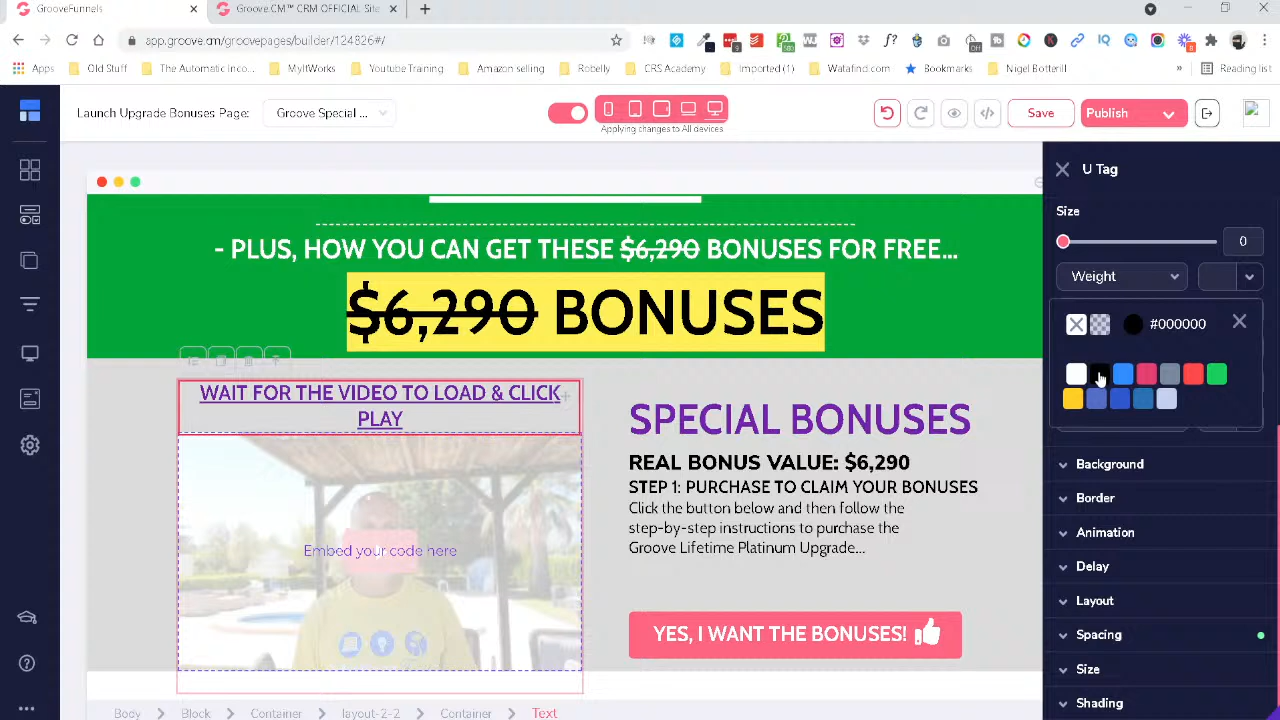 GrooveFunnels
Groove.CM™ CRM OFFICIAL Site
app.groove.cm/groovepages/builder/124826#/
Apps
Old Stuff
The Automatic Inco...
MyItWorks
Youtube Training
Amazon selling
Robelly
CRS Academy
Imported (1)
Watafind.com
Bookmarks
Nigel Botterill
»
Reading list
Launch Upgrade Bonuses Page:
Groove Special ...
Applying changes to All devices
Save
Publish
U Tag
Size
0
Weight
#000000
- PLUS, HOW YOU CAN GET THESE $6,290 BONUSES FOR FREE...
$6,290 BONUSES
WAIT FOR THE VIDEO TO LOAD & CLICK
PLAY
Embed your code here
SPECIAL BONUSES
REAL BONUS VALUE: $6,290
STEP 1: PURCHASE TO CLAIM YOUR BONUSES
Click the button below and then follow the
step-by-step instructions to purchase the
Groove Lifetime Platinum Upgrade...
YES, I WANT THE BONUSES!
Background
Border
Animation
Delay
Layout
Spacing
Size
Shading
Body
Block
Container
layout-2-2
Container
Text